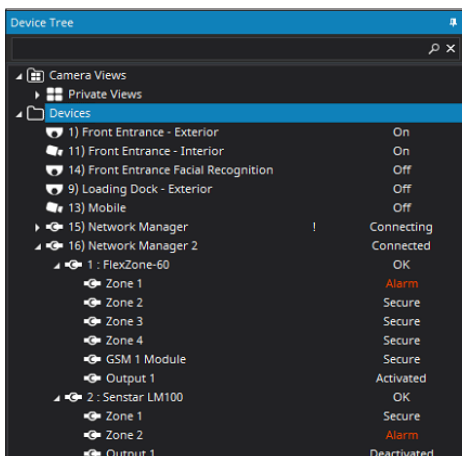 Device Tree
Camera Views
Private Views
Devices
1) Front Entrance - Exterior On
11) Front Entrance - Interior On
14) Front Entrance Facial Recognition Off
9) Loading Dock - Exterior Off
13) Mobile Off
15) Network Manager ! Connecting
16) Network Manager 2 Connected
1 : FlexZone-60 OK
Zone 1 Alarm
Zone 2 Secure
Zone 3 Secure
Zone 4 Secure
GSM 1 Module Secure
Output 1 Activated
2 : Senstar LM100 OK
Zone 1 Secure
Zone 2 Alarm
Output 1 Deactivated